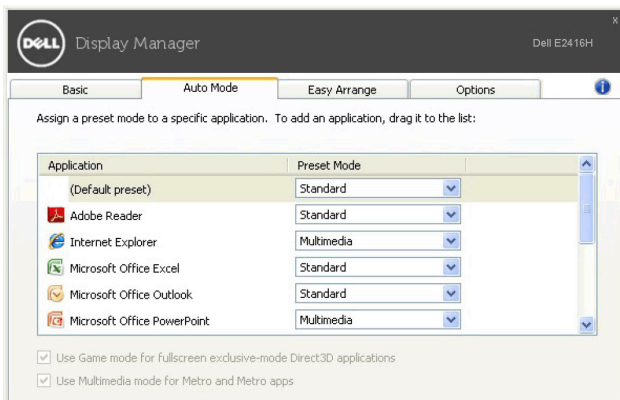 DELL Display Manager
x
Dell E2416H
Basic Auto Mode Easy Arrange Options
Assign a preset mode to a specific application. To add an application, drag it to the list:
Application Preset Mode
(Default preset) Standard
Adobe Reader Standard
Internet Explorer Multimedia
Microsoft Office Excel Standard
Microsoft Office Outlook Standard
Microsoft Office PowerPoint Multimedia
Use Game mode for fullscreen exclusive-mode Direct3D applications
Use Multimedia mode for Metro and Metro apps